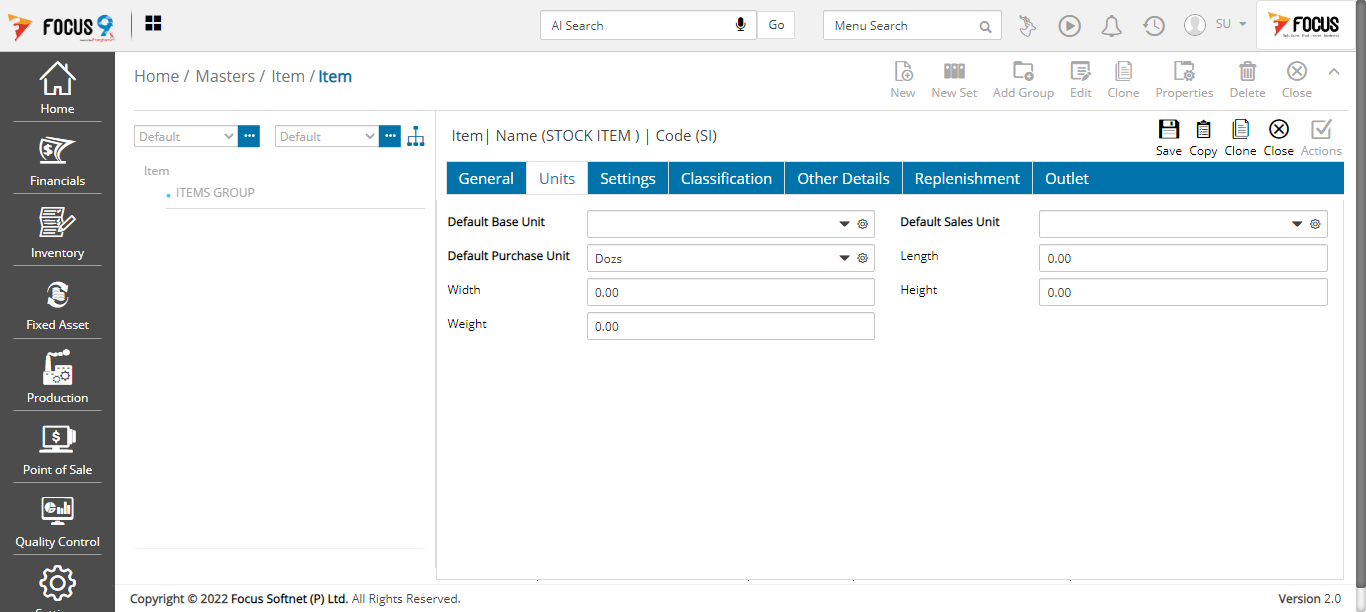 FOCUS 9
AI Search
Go
Menu Search
SU
FOCUS
Home
Financials
Inventory
Fixed Asset
Production
Point of Sale
Quality Control
Home / Masters / Item / Item
New
New Set
Add Group
Edit
Clone
Properties
Delete
Close
Default
Default
Item
ITEMS GROUP
Item| Name (STOCK ITEM ) | Code (SI)
Save
Copy
Clone
Close
Actions
General
Units
Settings
Classification
Other Details
Replenishment
Outlet
Default Base Unit
Default Sales Unit
Default Purchase Unit
Dozs
Length
0.00
Width
0.00
Height
0.00
Weight
0.00
Copyright © 2022 Focus Softnet (P) Ltd. All Rights Reserved.
Version 2.0